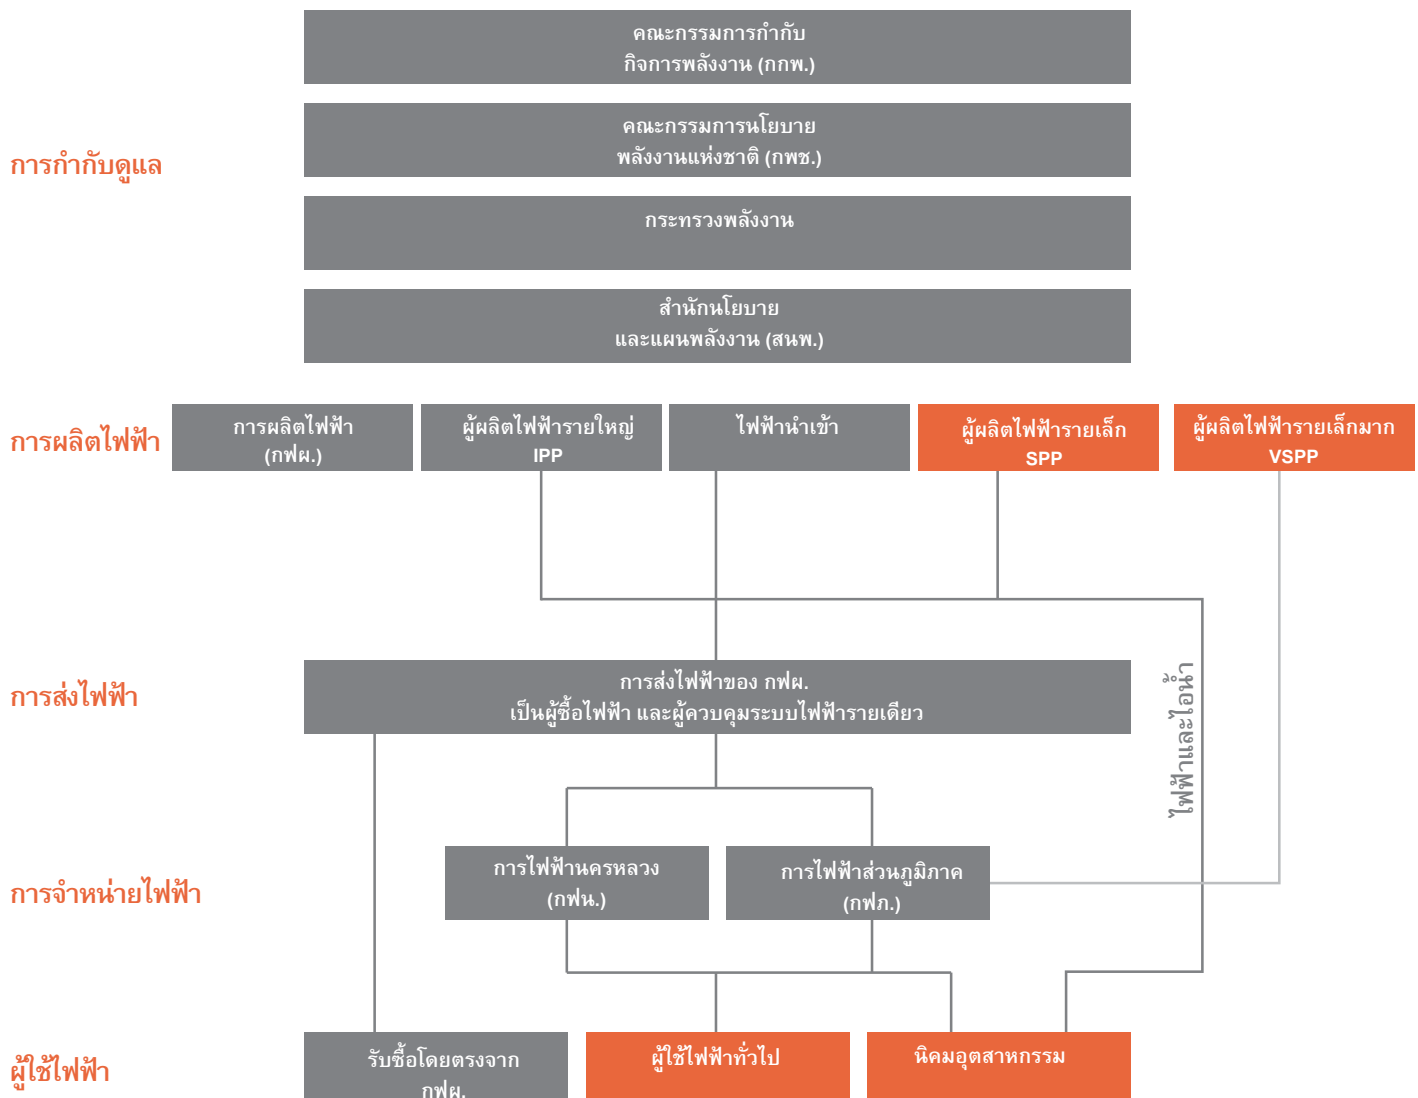 คณะกรรมการกำกับ
กิจการพลังงาน (กกพ.)
การกำกับดูแล
คณะกรรมการนโยบาย
พลังงานแห่งชาติ (กพช.)
กระทรวงพลังงาน
สำนักนโยบาย
และแผนพลังงาน (สนพ.)
การผลิตไฟฟ้า
การผลิตไฟฟ้า
(กฟผ.)
ผู้ผลิตไฟฟ้ารายใหญ่
IPP
ไฟฟ้านำเข้า
ผู้ผลิตไฟฟ้ารายเล็ก
SPP
ผู้ผลิตไฟฟ้ารายเล็กมาก
VSPP
การส่งไฟฟ้า
การส่งไฟฟ้าของ กฟผ.
เป็นผู้ซื้อไฟฟ้า และผู้ควบคุมระบบไฟฟ้ารายเดียว
ไฟฟ้าและไอน้ำ
การจำหน่ายไฟฟ้า
การไฟฟ้านครหลวง
(กฟน.)
การไฟฟ้าส่วนภูมิภาค
(กฟภ.)
ผู้ใช้ไฟฟ้า
รับซื้อโดยตรงจาก
กฟผ.
ผู้ใช้ไฟฟ้าทั่วไป
นิคมอุตสาหกรรม